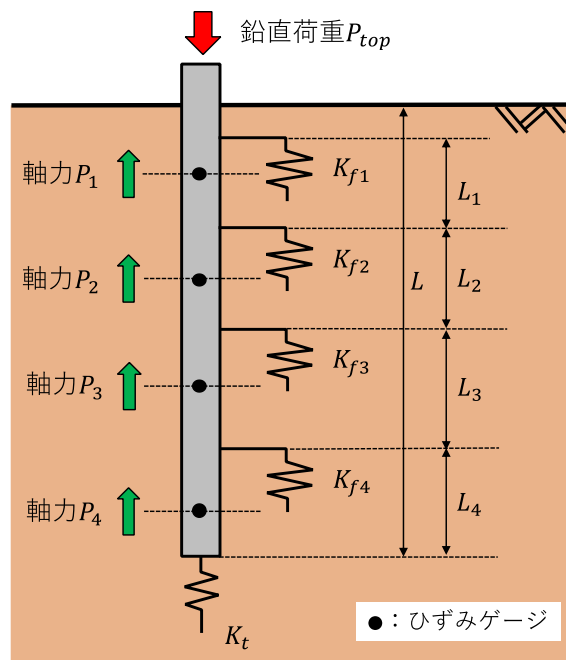 鉛直荷重P_top
軸力P_1
K_f1
L_1
軸力P_2
K_f2
L
L_2
軸力P_3
K_f3
L_3
軸力P_4
K_f4
L_4
K_t
●：ひずみゲージ